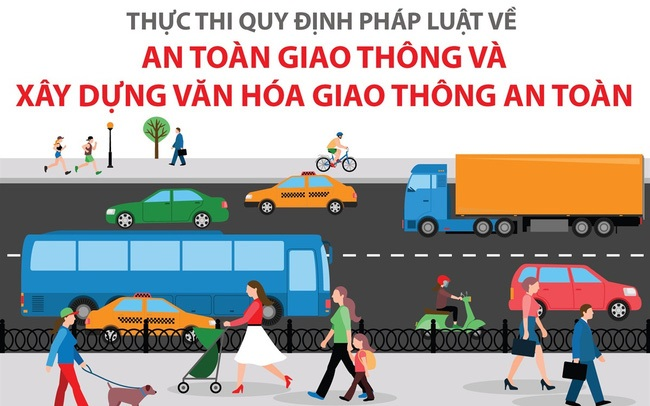 THỰC THI QUY ĐỊNH PHÁP LUẬT VỀ
AN TOÀN GIAO THÔNG VÀ
XÂY DỰNG VĂN HÓA GIAO THÔNG AN TOÀN